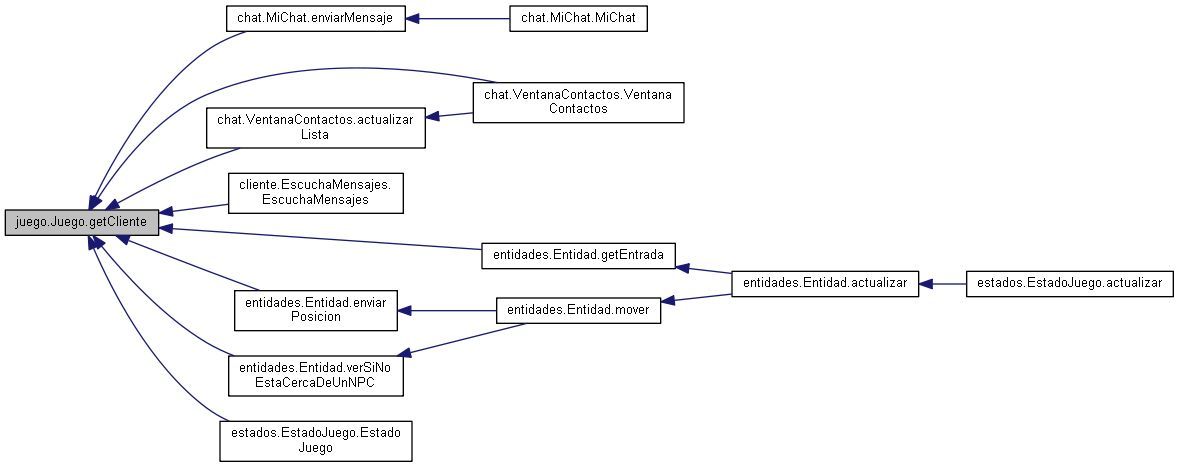 chat.MiChat.enviarMensaje
chat.MiChat.MiChat
chat.VentanaContactos.Ventana
Contactos
chat.VentanaContactos.actualizar
Lista
cliente.EscuchaMensajes.
EscuchaMensajes
juego.Juego.getCliente
entidades.Entidad.getEntrada
entidades.Entidad.actualizar
estados.EstadoJuego.actualizar
entidades.Entidad.enviar
Posicion
entidades.Entidad.mover
entidades.Entidad.verSiNo
EstaCercaDeUnNPC
estados.EstadoJuego.Estado
Juego